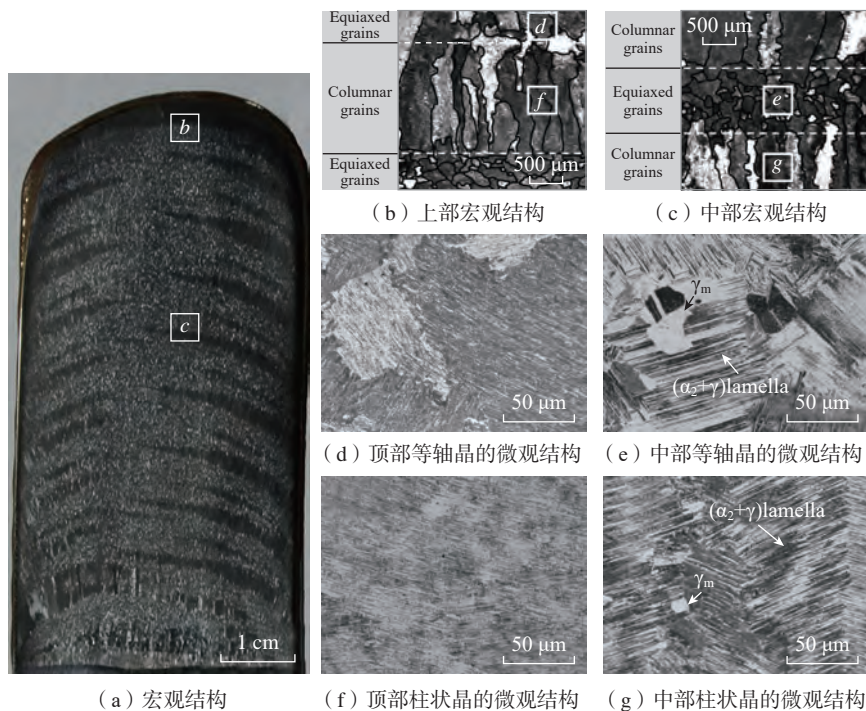 b
c
1 cm
（a）宏观结构
Equiaxed
grains
Columnar
grains
Equiaxed
grains
d
f
500 μm
（b）上部宏观结构
Columnar
grains
Equiaxed
grains
Columnar
grains
500 μm
e
g
（c）中部宏观结构
50 μm
（d）顶部等轴晶的微观结构
γm
(α2+γ)lamella
50 μm
（e）中部等轴晶的微观结构
50 μm
（f）顶部柱状晶的微观结构
(α2+γ)lamella
γm
50 μm
（g）中部柱状晶的微观结构